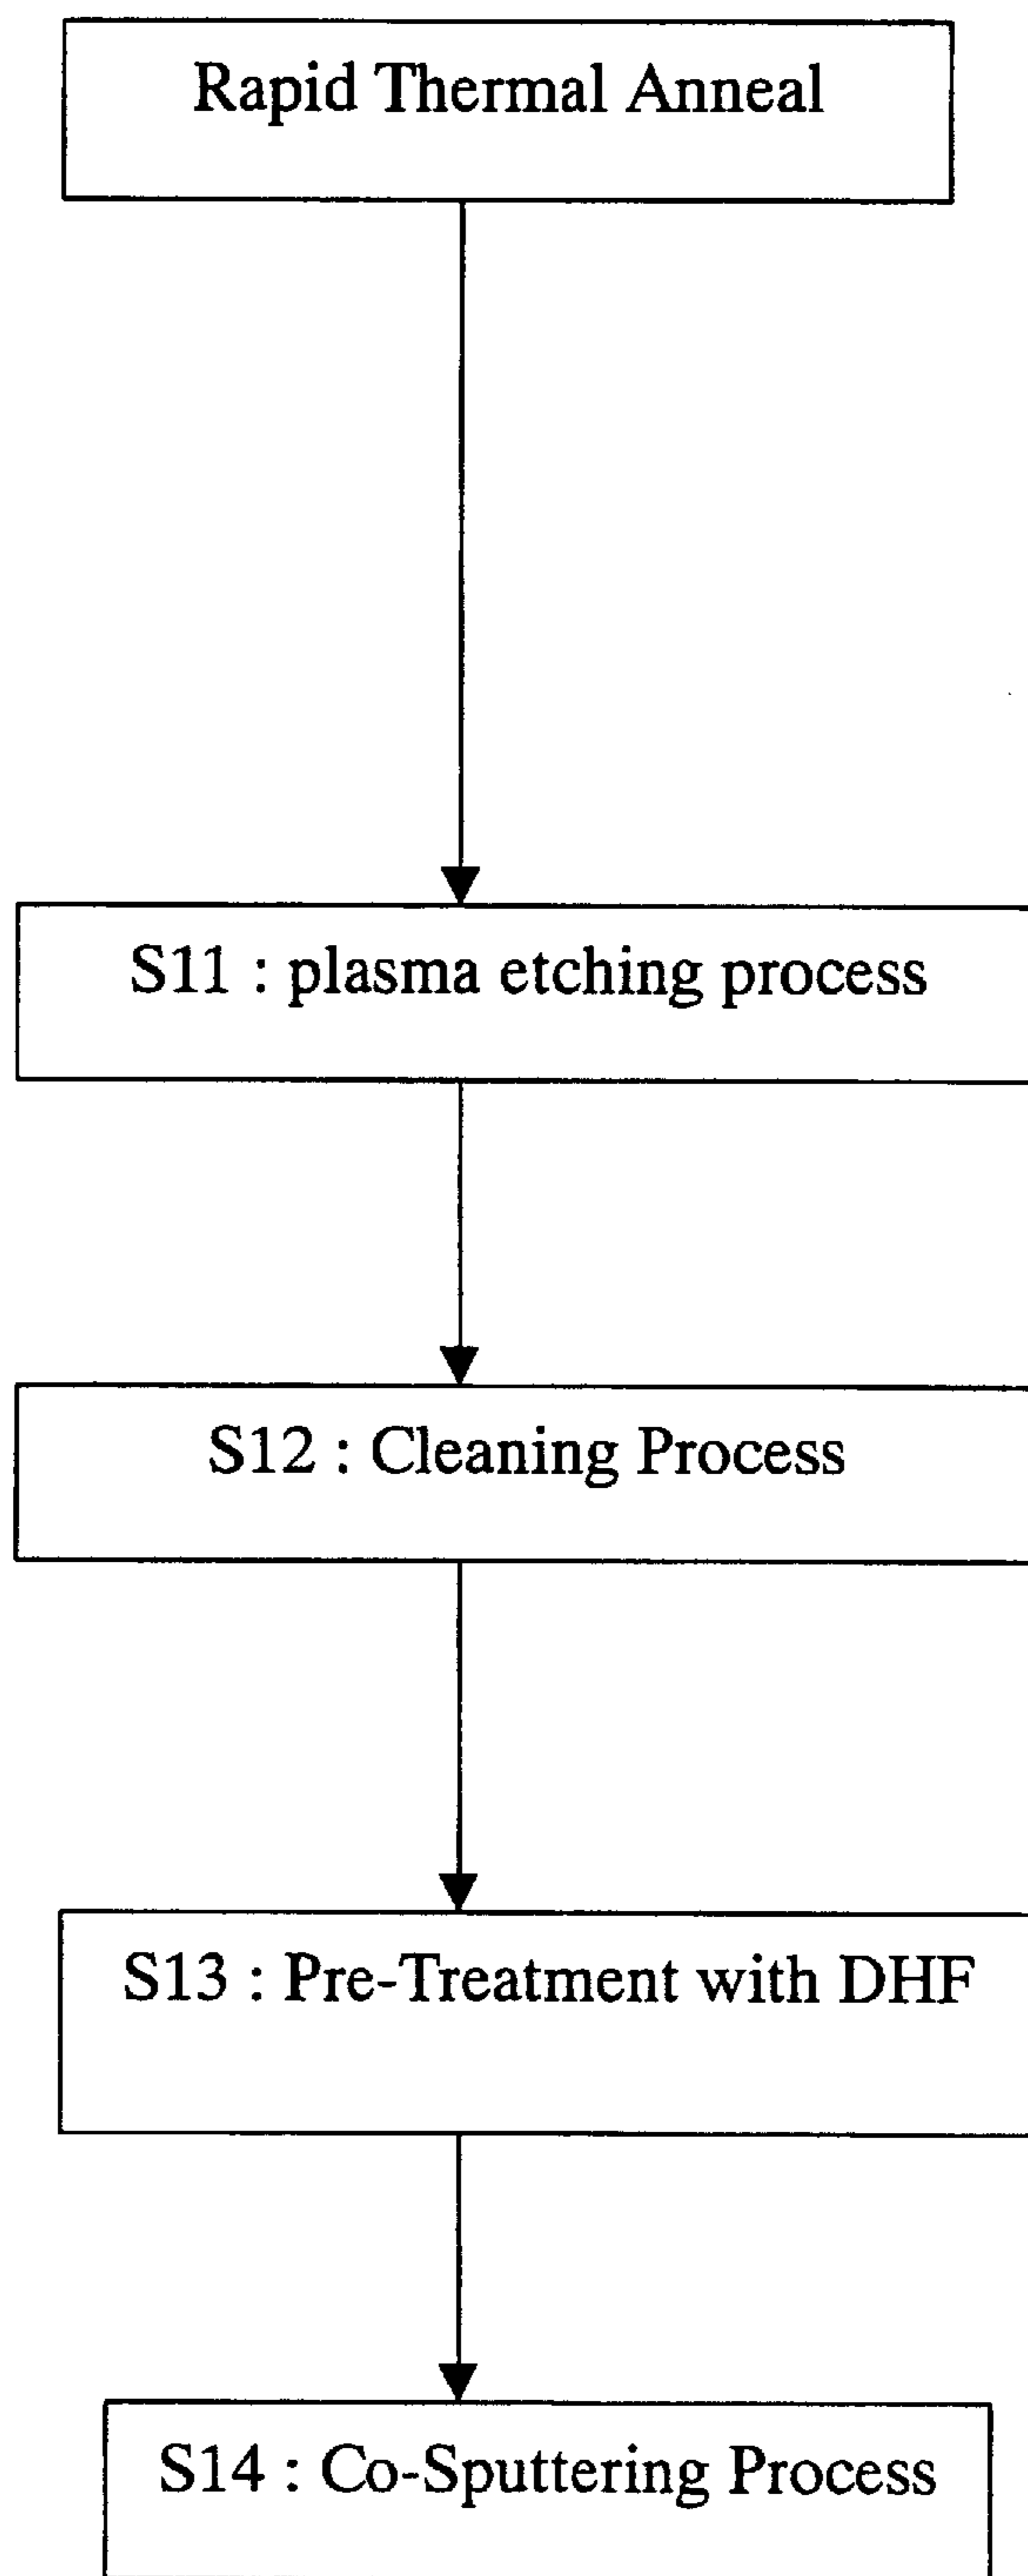 Rapid Thermal Anneal
S11 : plasma etching process
S12 : Cleaning Process
S13 : Pre-Treatment with DHF
S14 : Co-Sputtering Process